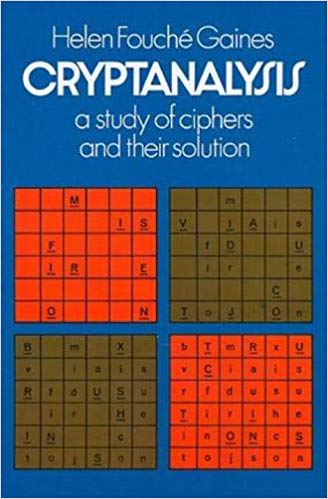 Helen Fouché Gaines
CRYPTANALYSIS
a study of ciphers
and their solution
M
I S
F
I R E
O N
m
V I A i s
f D U
i r e
C
T o J O n
B m X
v i a i s
R f d U S U
i r H e
I N c
t o j S o n
b T m R x U
v C i a i s
r f d u s u
T i r I h e
i n O N C S
t o j s o n